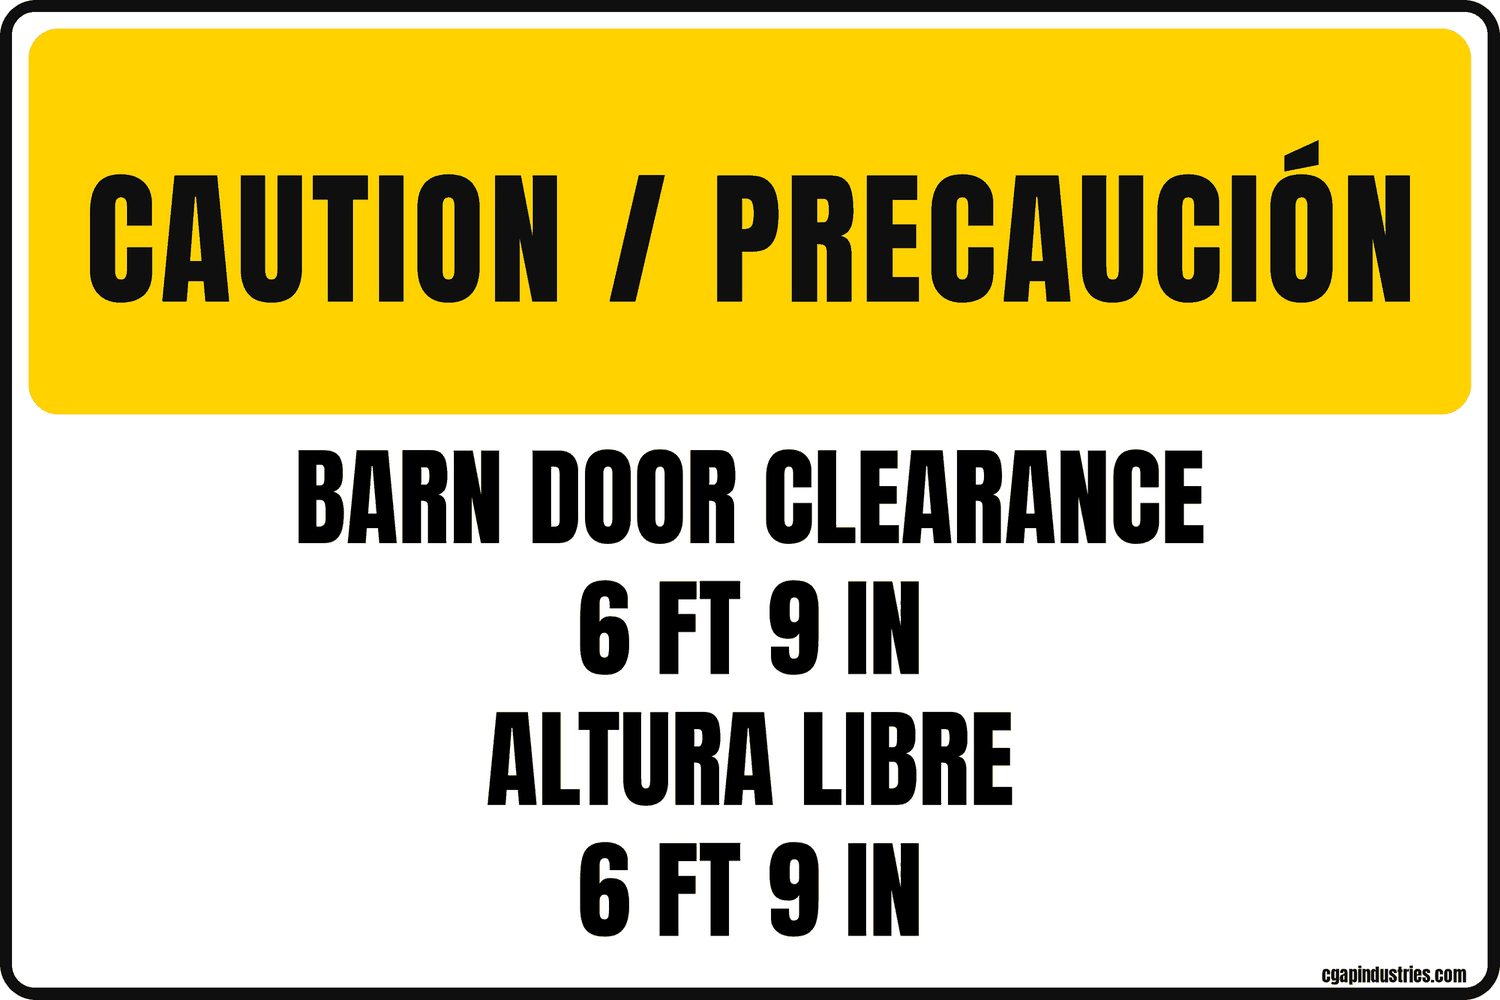 CAUTION / PRECAUCIÓN
BARN DOOR CLEARANCE
6 FT 9 IN
ALTURA LIBRE
6 FT 9 IN
cgapindustries.com